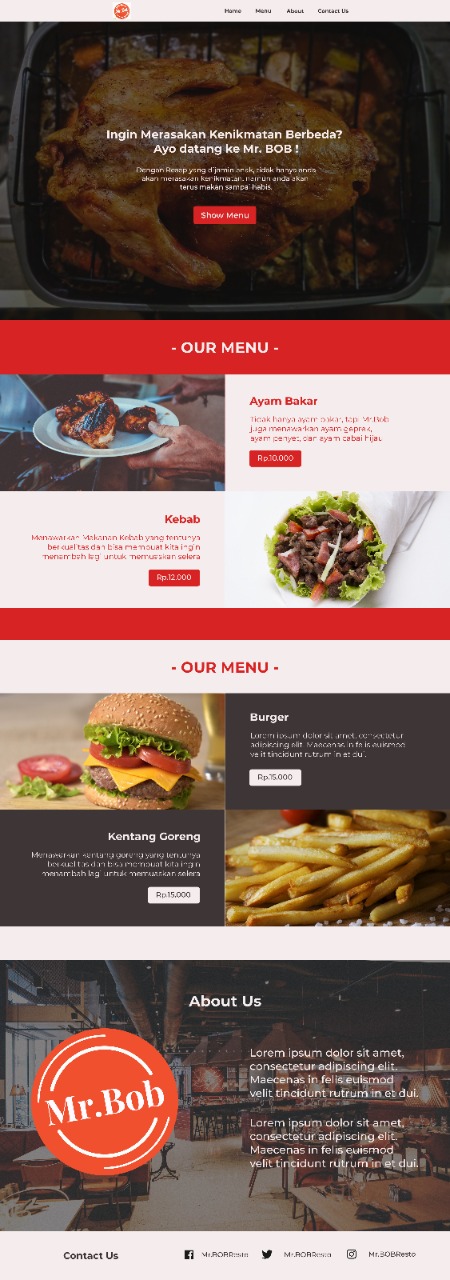 Mr.Bob
Home Menu About Contact Us
Ingin Merasakan Kenikmatan Berbeda?
Ayo datang ke Mr. BOB !
Dengan Resep yang dijamin enak, tidak hanya anda
akan merasakan kenikmatan, namun anda akan
terus makan sampai habis.
Show Menu
- OUR MENU -
Ayam Bakar
Tidak hanya ayam bakar, tapi Mr.Bob
juga menawarkan ayam geprek,
ayam penyet, dan ayam cabai hijau
Rp.10.000
Kebab
Menawarkan Makanan Kebab yang tentunya
berkualitas dan bisa membuat kita ingin
menambah lagi untuk memuaskan selera
Rp.12.000
- OUR MENU -
Burger
Lorem ipsum dolor sit amet, consectetur
adipiscing elit. Maecenas in felis euismod
velit tincidunt rutrum in et dui.
Rp.15.000
Kentang Goreng
Menawarkan kentang goreng yang tentunya
berkualitas dan bisa membuat kita ingin
menambah lagi untuk memuaskan selera
Rp.15.000
About Us
Mr.Bob
Lorem ipsum dolor sit amet,
consectetur adipiscing elit.
Maecenas in felis euismod
velit tincidunt rutrum in et dui.
Lorem ipsum dolor sit amet,
consectetur adipiscing elit.
Maecenas in felis euismod
velit tincidunt rutrum in et dui.
Contact Us Mr.BOBResto Mr.BOBResto Mr.BOBResto